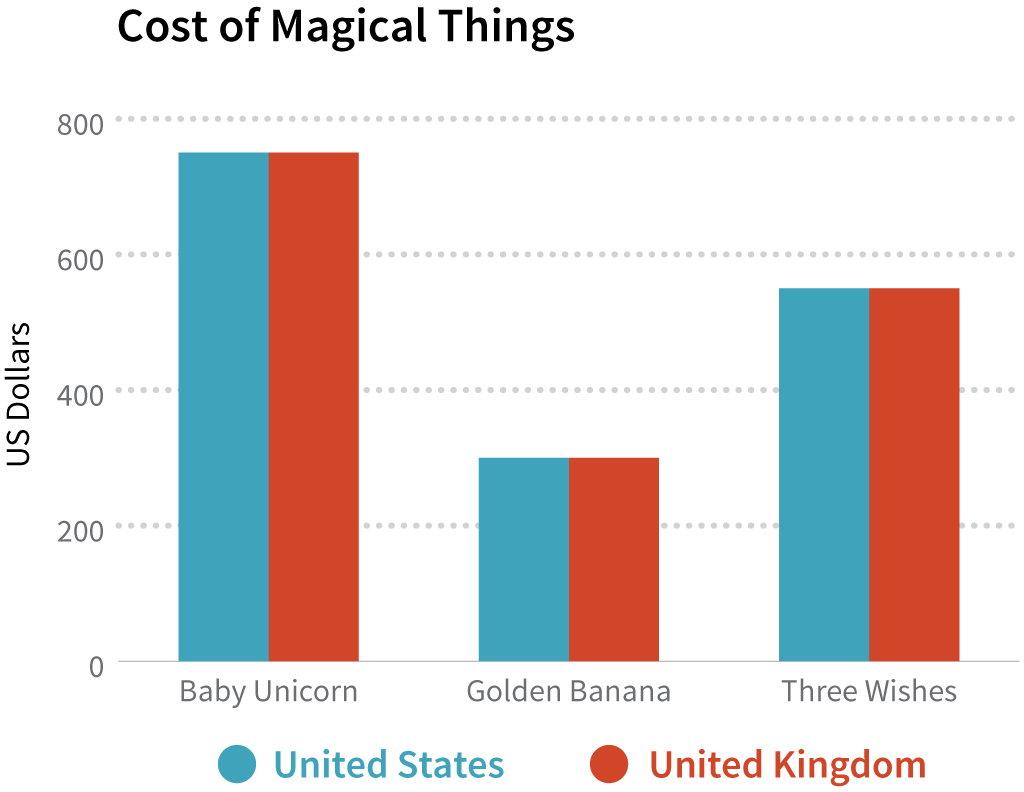 Cost of Magical Things
US Dollars
800
600
400
200
0
Baby Unicorn
Golden Banana
Three Wishes
United States
United Kingdom